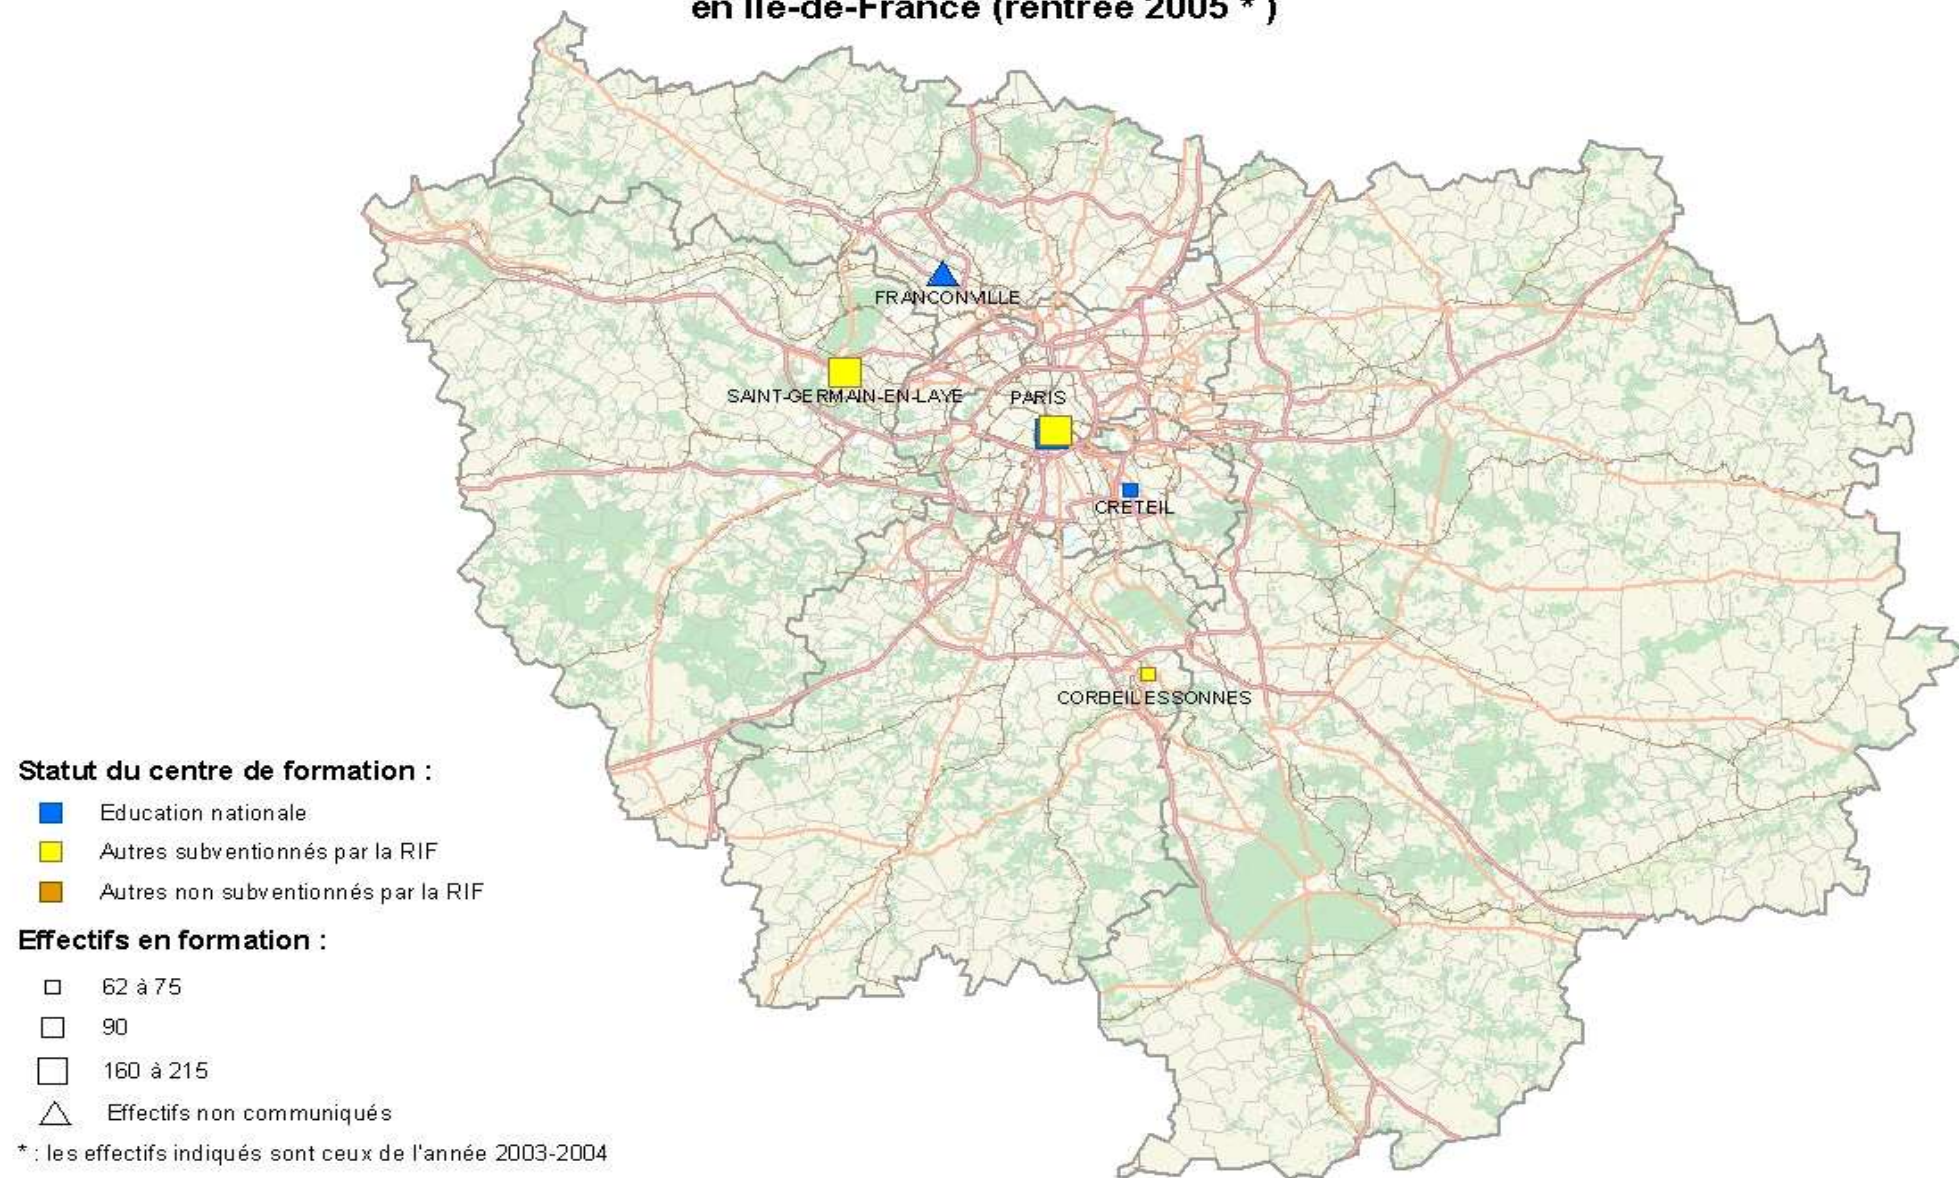 en Ile-de-France (rentrée 2005 * )
FRANCONVILLE
SAINT-GERMAIN-EN-LAYE
PARIS
CRETEIL
CORBEIL ESSONNES
Statut du centre de formation :
Education nationale
Autres subventionnés par la RIF
Autres non subventionnés par la RIF
Effectifs en formation :
62 à 75
90
160 à 215
Effectifs non communiqués
* : les effectifs indiqués sont ceux de l'année 2003-2004